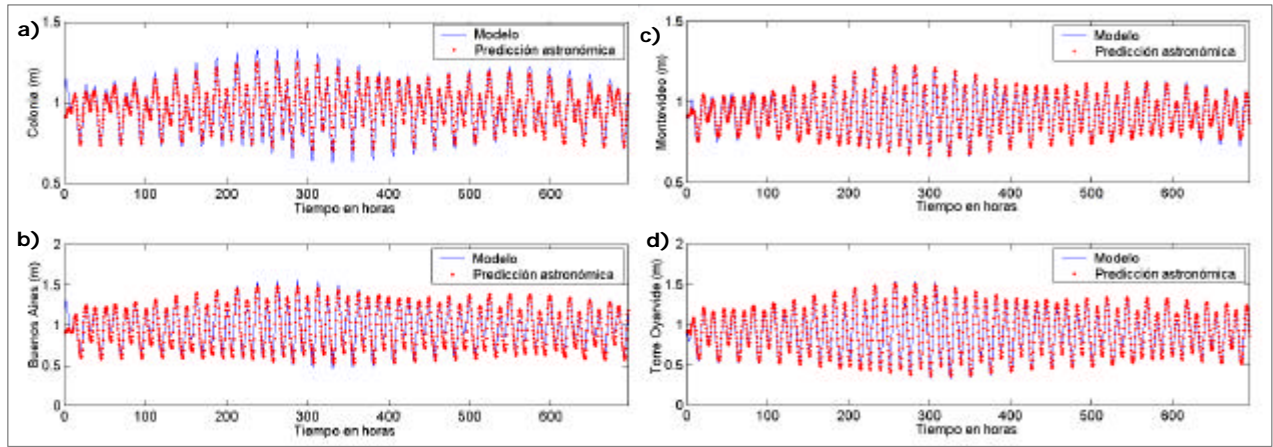 a)
1.5
1
0.5
Colonia (m)
Modelo
Predicción astronómica
0 100 200 300 400 500 600
Tiempo en horas
b)
2
1.5
1
0.5
0
Buenos Aires (m)
Modelo
Predicción astronómica
0 100 200 300 400 500 600
Tiempo en horas
c)
1.5
1
0.5
Montevideo (m)
Modelo
Predicción astronómica
0 100 200 300 400 500 600
Tiempo en horas
d)
2
1.5
1
0.5
0
Torre Oyarvide (m)
Modelo
Predicción astronómica
0 100 200 300 400 500 600
Tiempo en horas